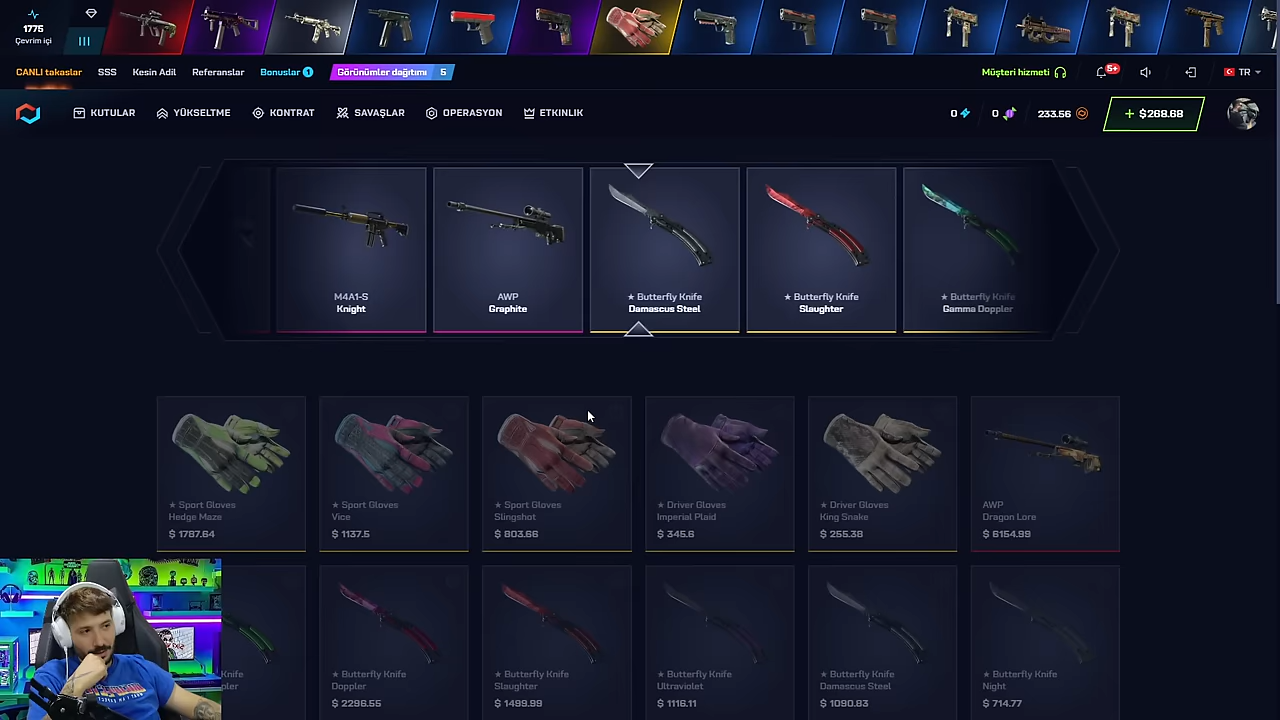 1775
Çevrim içi
CANLI takaslar
SSS
Kesin Adil
Referanslar
Bonuslar 1
Görünümler dağıtımı 5
Müşteri hizmeti
5+
TR
KUTULAR
YÜKSELTME
KONTRAT
SAVAŞLAR
OPERASYON
ETKINLIK
0
0
233.56
+ $268.68
M4A1-S
Knight
AWP
Graphite
★ Butterfly Knife
Damascus Steel
★ Butterfly Knife
Slaughter
★ Butterfly Knife
Gamma Doppler
★ Sport Gloves
Hedge Maze
$ 1787.64
★ Sport Gloves
Vice
$ 1137.5
★ Sport Gloves
Slingshot
$ 803.66
★ Driver Gloves
Imperial Plaid
$ 345.6
★ Driver Gloves
King Snake
$ 255.38
AWP
Dragon Lore
$ 6154.99
★ Butterfly Knife
Doppler
$ 2296.55
★ Butterfly Knife
Slaughter
$ 1499.99
★ Butterfly Knife
Ultraviolet
$ 1116.11
★ Butterfly Knife
Damascus Steel
$ 1090.83
★ Butterfly Knife
Night
$ 714.77